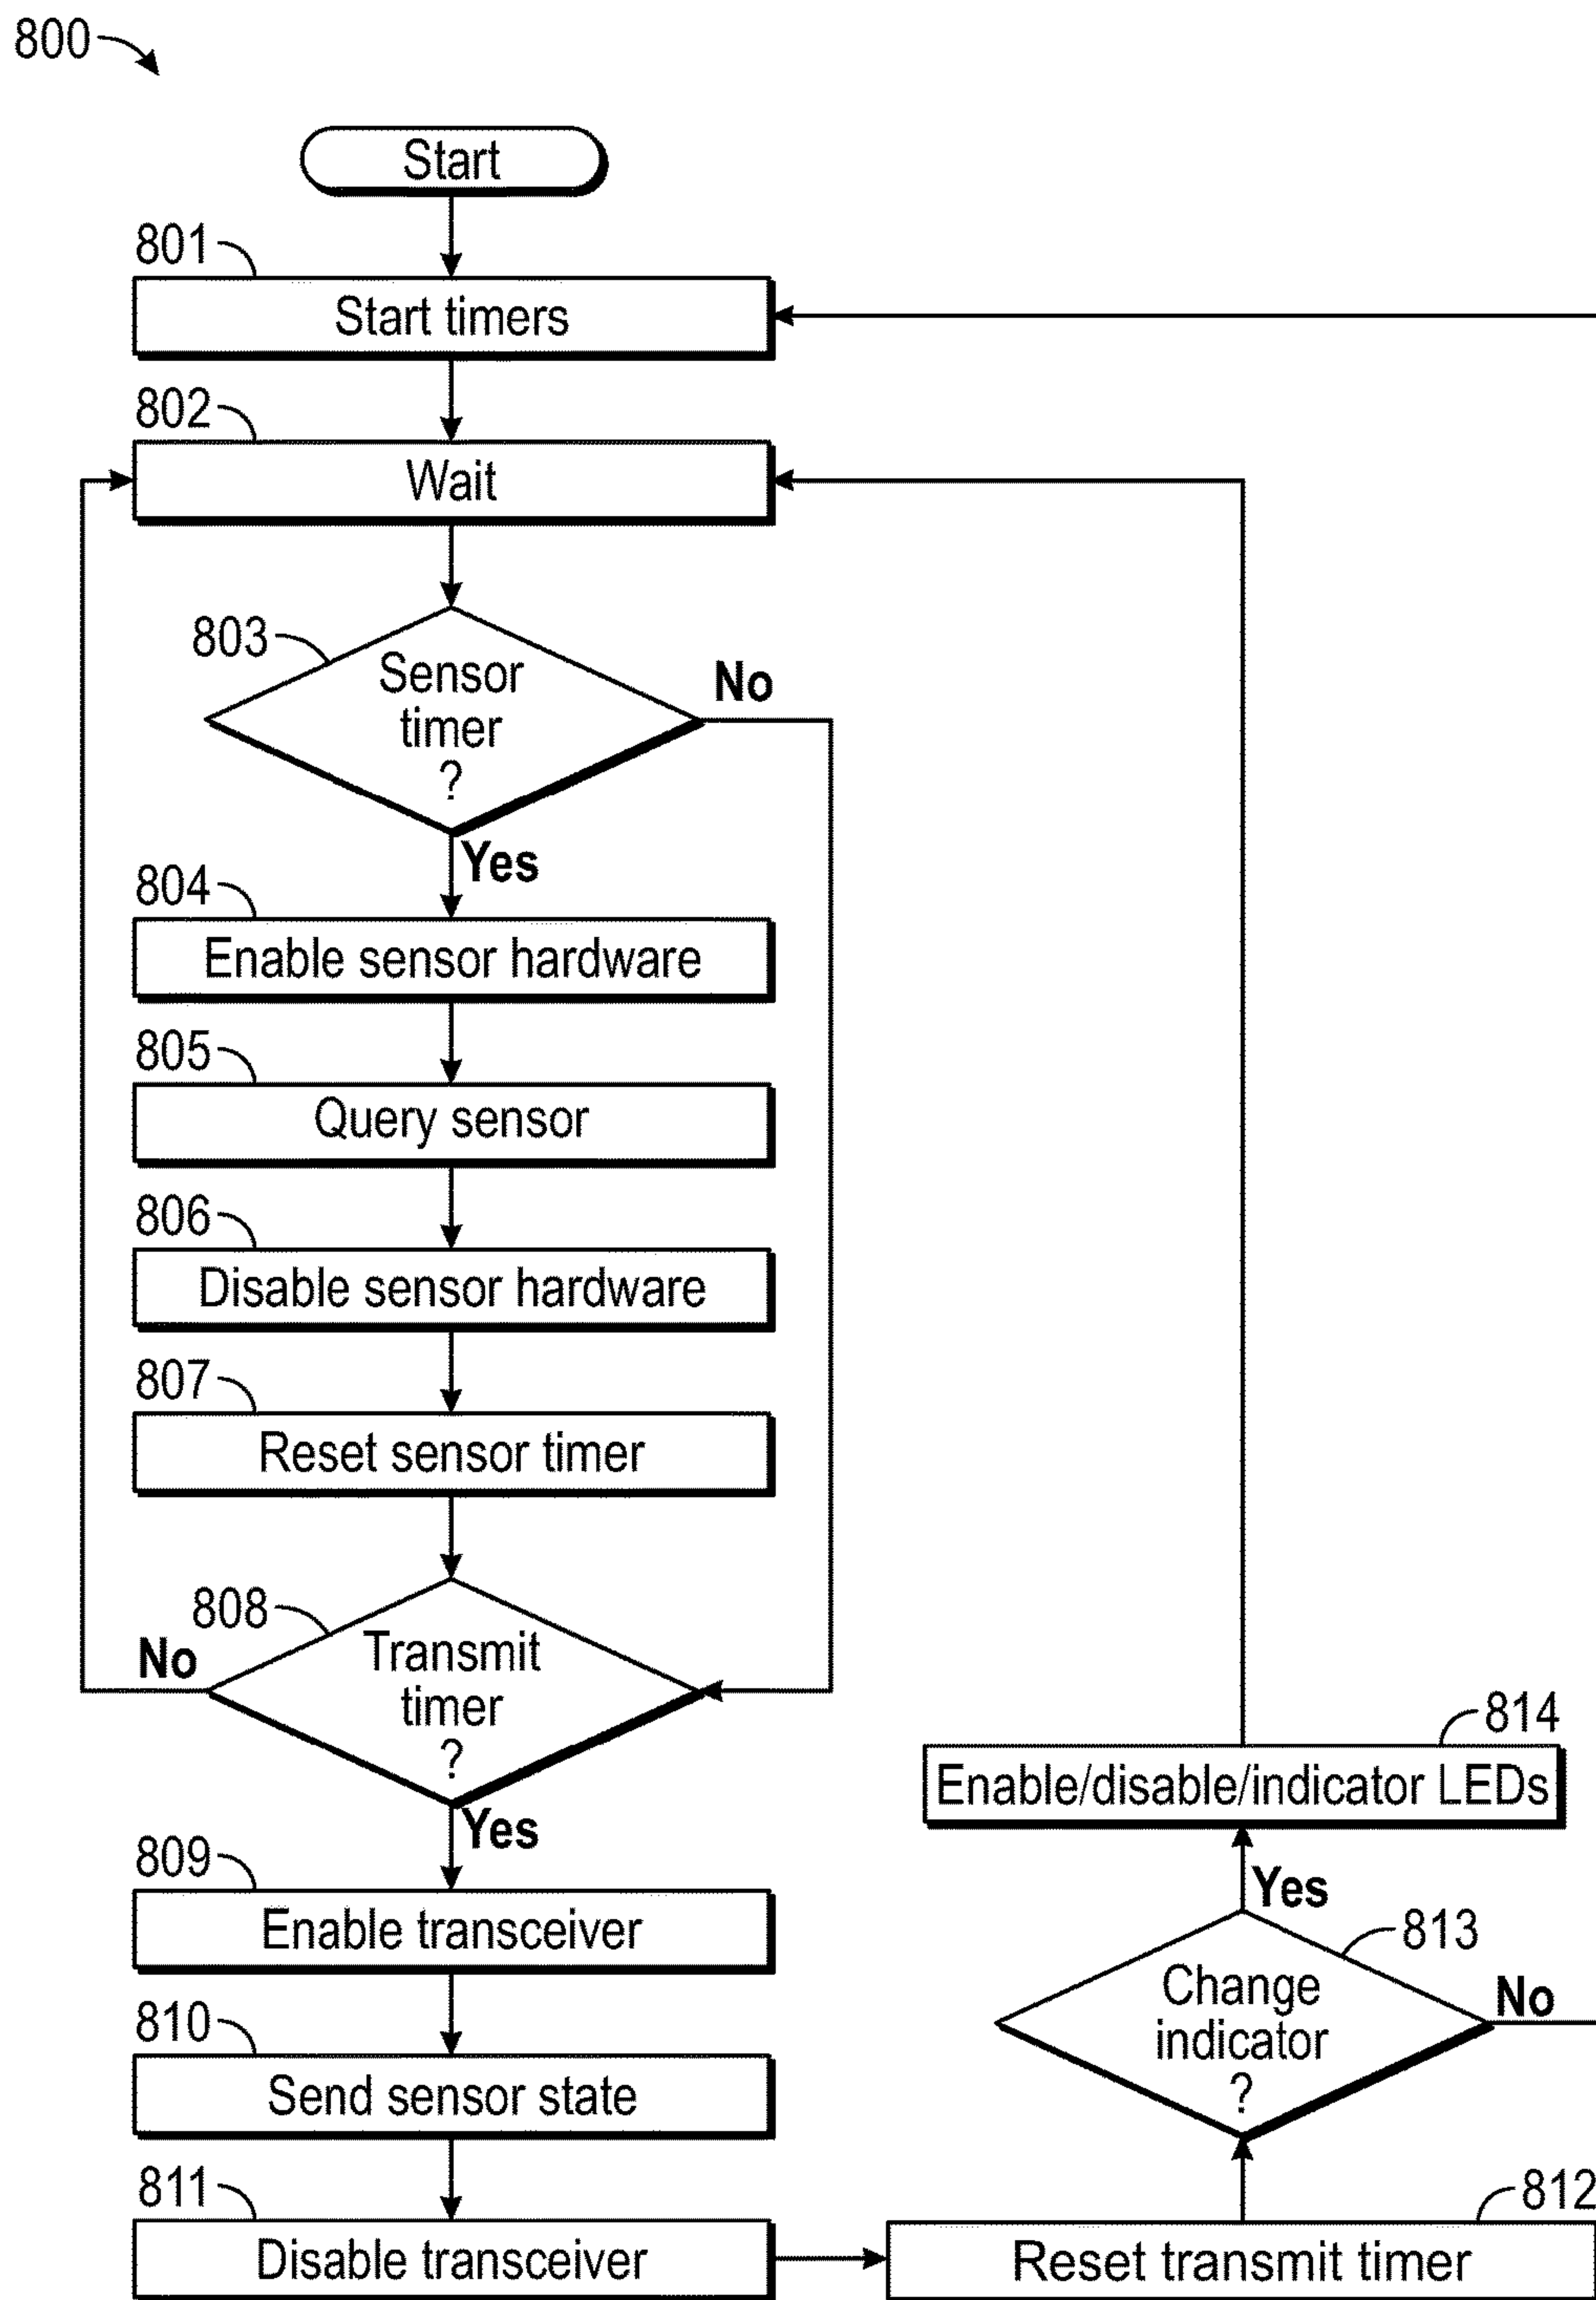 800
Start
801
Start timers
802
Wait
803
Sensor
timer
?
No
Yes
804
Enable sensor hardware
805
Query sensor
806
Disable sensor hardware
807
Reset sensor timer
808
Transmit
timer
?
No
Yes
809
Enable transceiver
810
Send sensor state
811
Disable transceiver
812
Reset transmit timer
813
Change
indicator
?
No
Yes
814
Enable/disable/indicator LEDs